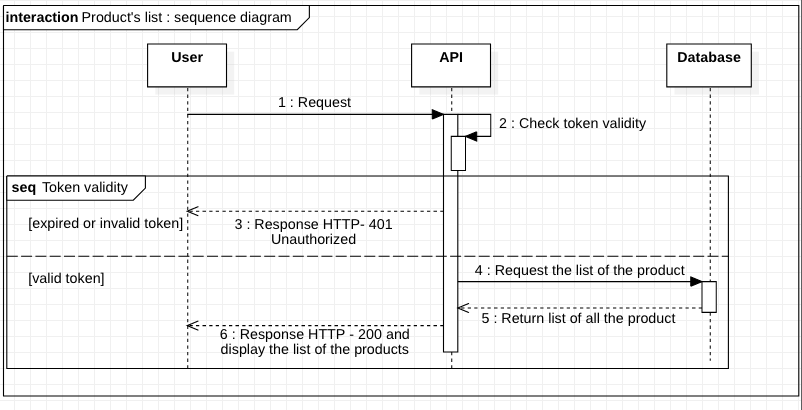 interaction Product's list : sequence diagram
User
API
Database
1 : Request
2 : Check token validity
seq Token validity
[expired or invalid token]
3 : Response HTTP- 401
Unauthorized
[valid token]
4 : Request the list of the product
5 : Return list of all the product
6 : Response HTTP - 200 and
display the list of the products